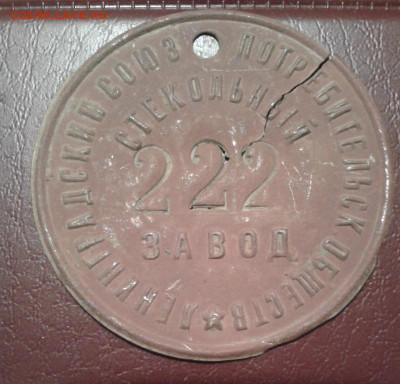 ЛЕНИНГРАДСКИЙ СОЮЗ ПОТРЕБИТЕЛЬСК ОБЩЕСТВ
СТЕКОЛЬНЫЙ
222
ЗАВОД